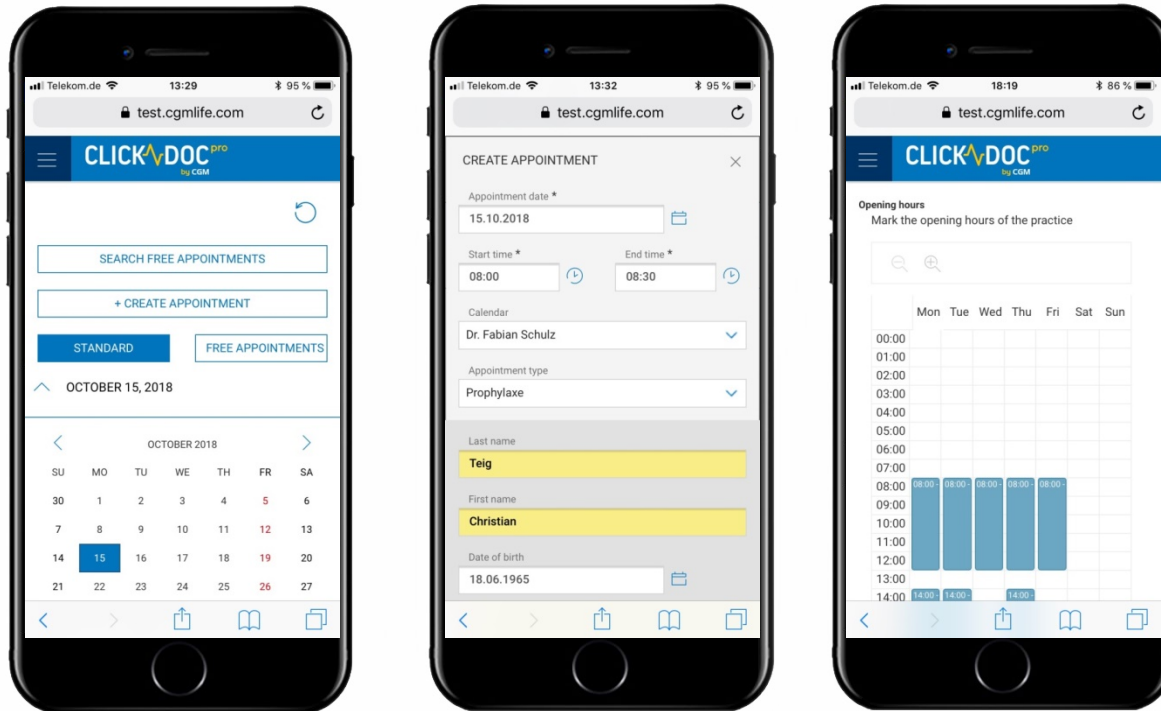 Telekom.de 13:29 95 %
test.cgmlife.com
CLICKDOC pro
by CGM
SEARCH FREE APPOINTMENTS
+ CREATE APPOINTMENT
STANDARD FREE APPOINTMENTS
OCTOBER 15, 2018
OCTOBER 2018
SU MO TU WE TH FR SA
30 1 2 3 4 5 6
7 8 9 10 11 12 13
14 15 16 17 18 19 20
21 22 23 24 25 26 27
Telekom.de 13:32 95 %
test.cgmlife.com
CREATE APPOINTMENT
Appointment date *
15.10.2018
Start time * End time *
08:00 08:30
Calendar
Dr. Fabian Schulz
Appointment type
Prophylaxe
Last name
Teig
First name
Christian
Date of birth
18.06.1965
Telekom.de 18:19 86 %
test.cgmlife.com
CLICKDOC pro
by CGM
Opening hours
Mark the opening hours of the practice
Mon Tue Wed Thu Fri Sat Sun
00:00
01:00
02:00
03:00
04:00
05:00
06:00
07:00
08:00 08:00 - 08:00 - 08:00 - 08:00 - 08:00 -
09:00
10:00
11:00
12:00
13:00
14:00 14:00 - 14:00 - 14:00 -